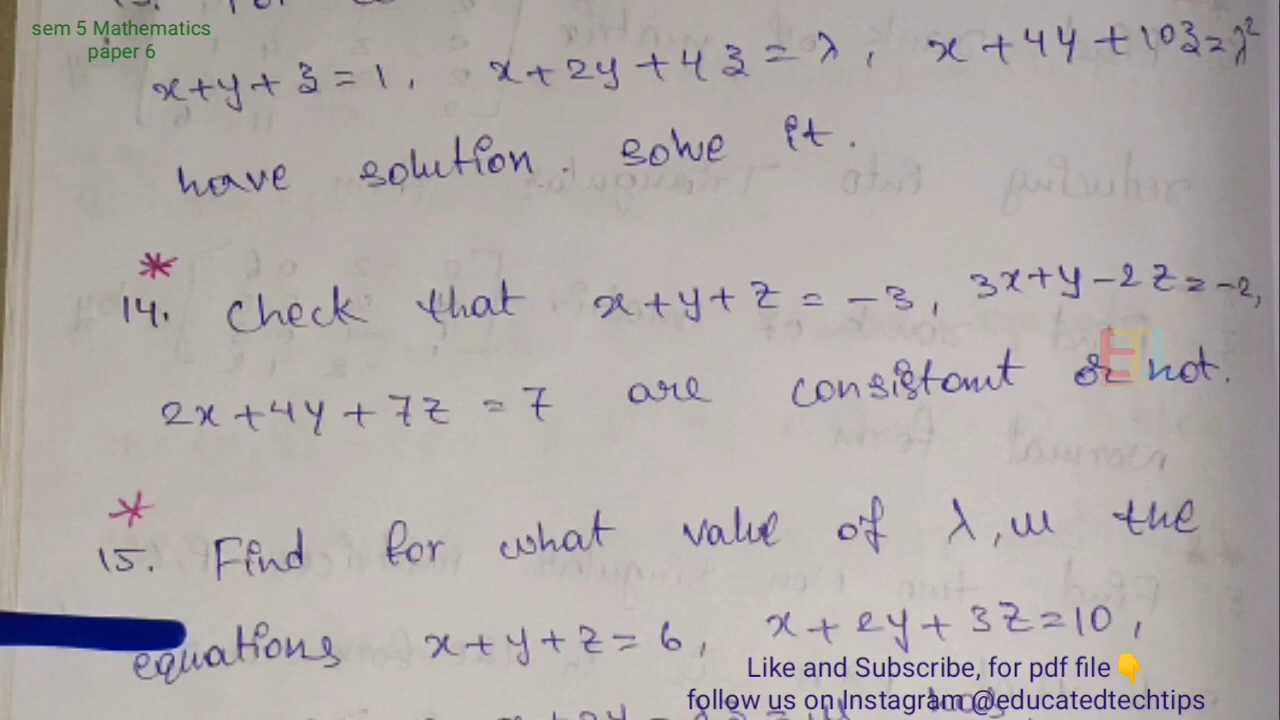 sem 5 Mathematics
paper 6
x+y+z=1, x+2y+4z=λ, x+4y+10z=λ²
have solution. solve it.
*
14. Check that x+y+z = -3, 3x+y-2z=-2,
2x+4y+7z = 7 are consistant or not.
*
15. Find for what value of λ, u the
equations x+y+z=6, x+2y+3z=10,
Like and Subscribe, for pdf file👇
follow us on Instagram @educatedtechtips